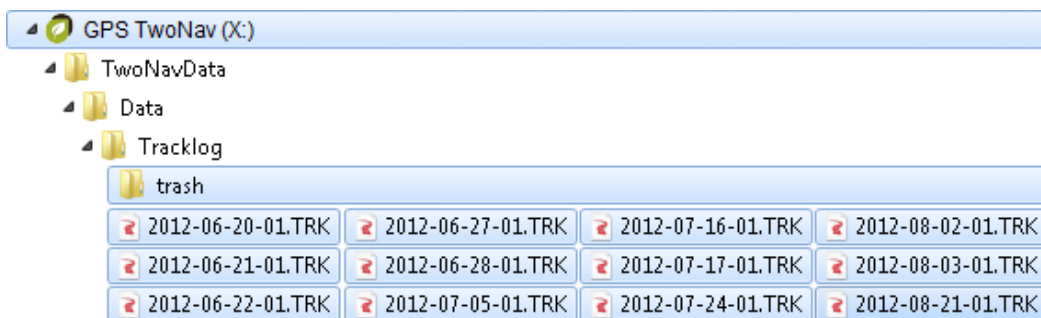 GPS TwoNav (X:)
TwoNavData
Data
Tracklog
trash
2012-06-20-01.TRK 2012-06-27-01.TRK 2012-07-16-01.TRK 2012-08-02-01.TRK
2012-06-21-01.TRK 2012-06-28-01.TRK 2012-07-17-01.TRK 2012-08-03-01.TRK
2012-06-22-01.TRK 2012-07-05-01.TRK 2012-07-24-01.TRK 2012-08-21-01.TRK